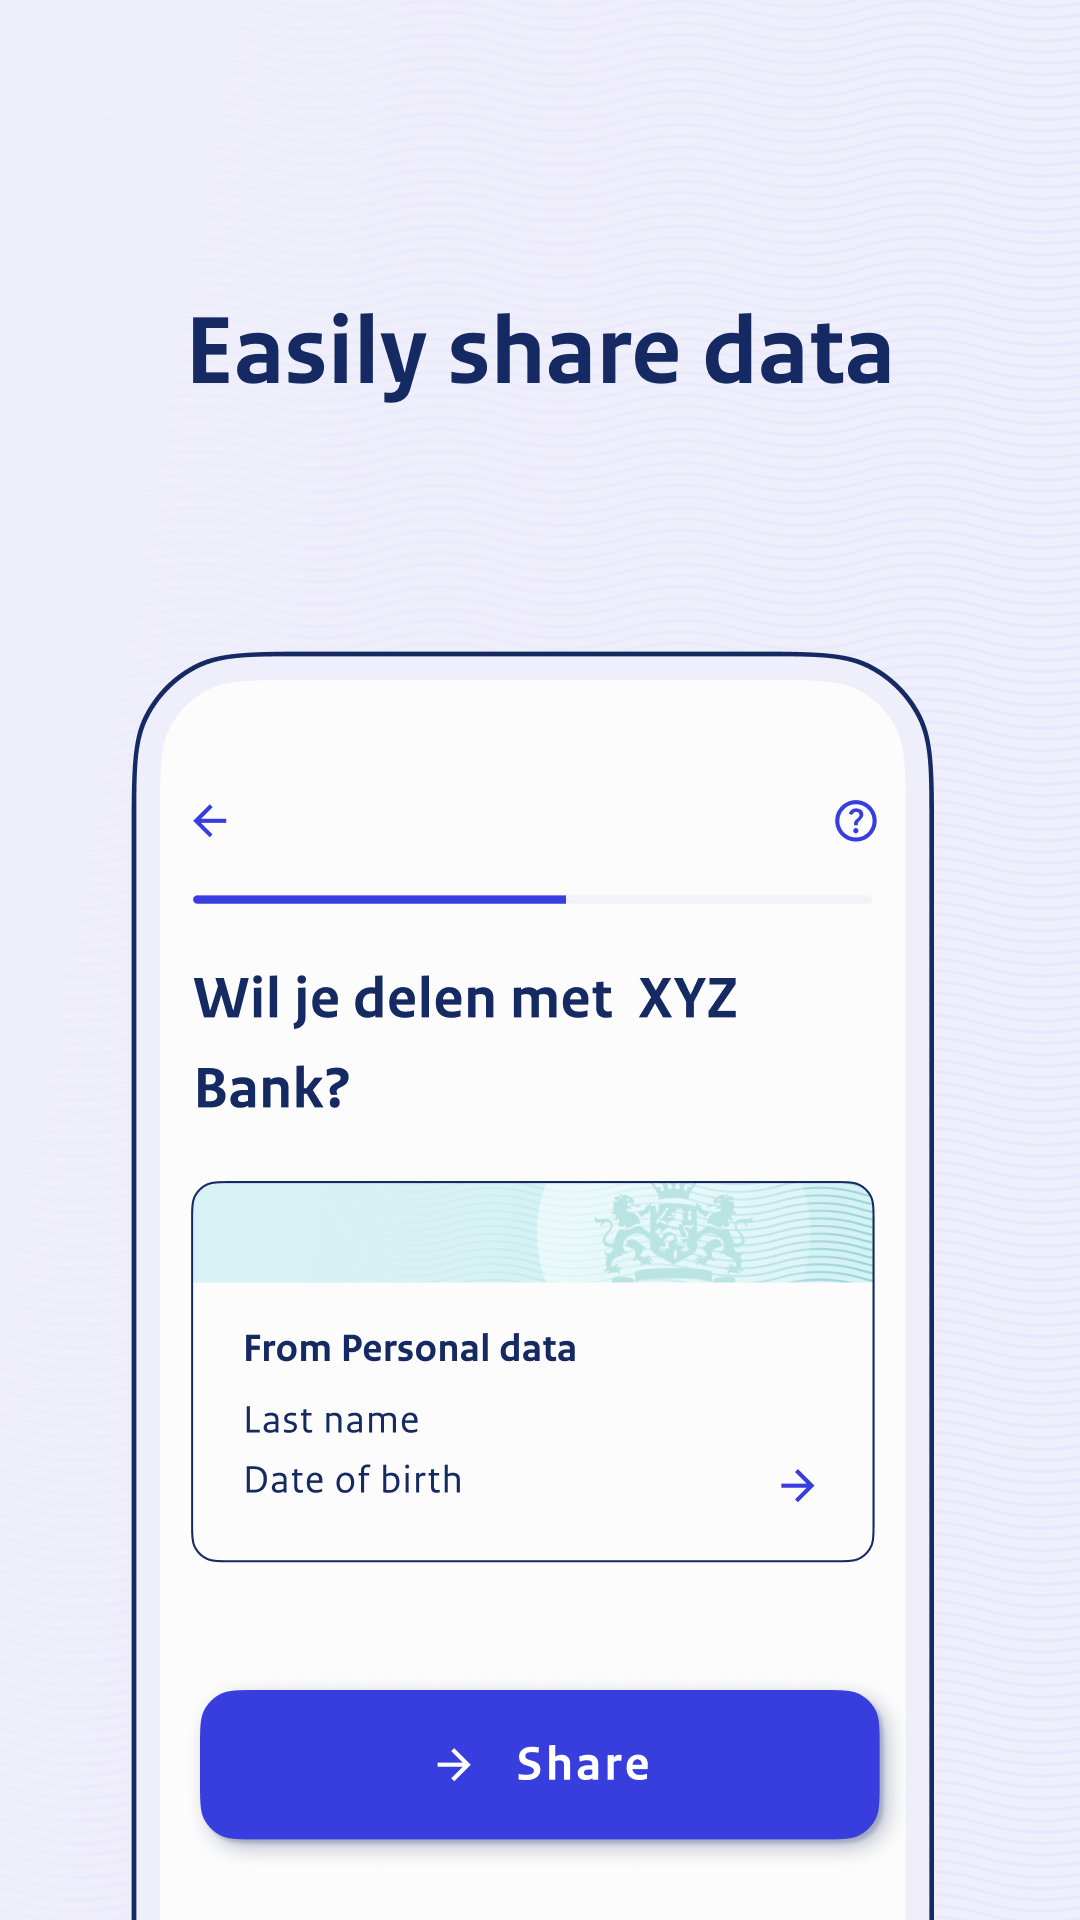 Easily share data
Wil je delen met XYZ
Bank?
From Personal data
Last name
Date of birth
Share